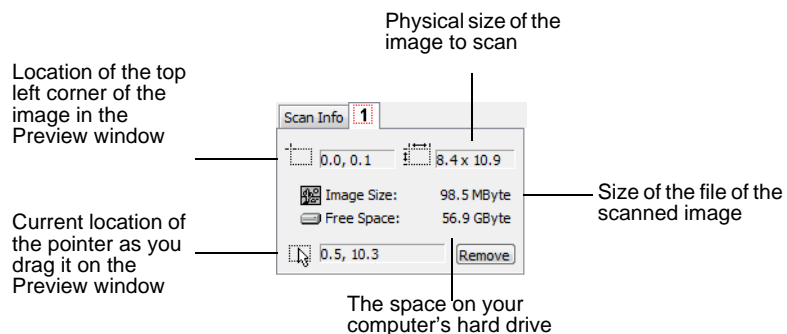 Physical size of the
image to scan
Location of the top
left corner of the
image in the
Preview window
Scan Info 1
0.0, 0.1 8.4 x 10.9
Image Size: 98.5 MByte
Free Space: 56.9 GByte
Size of the file of the
scanned image
Current location of
the pointer as you
drag it on the
Preview window
0.5, 10.3 Remove
The space on your
computer's hard drive